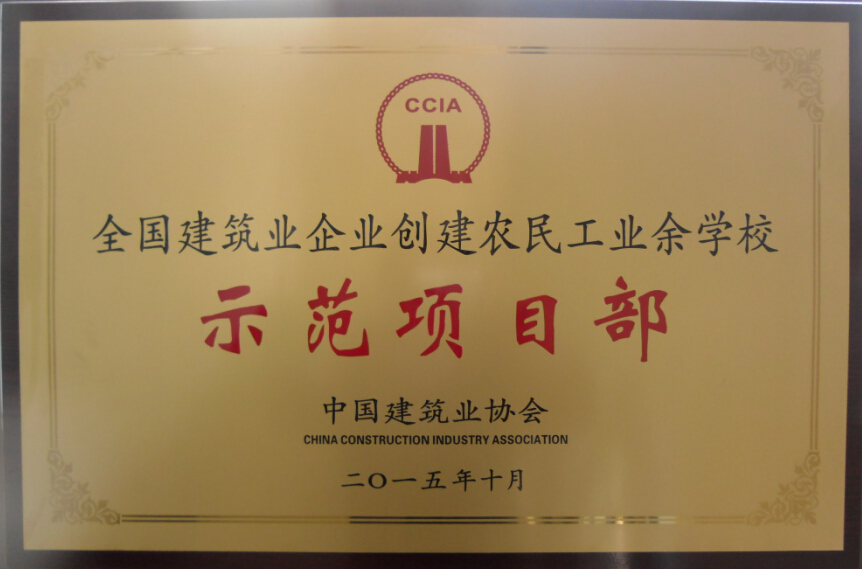 CCIA
全国建筑业企业创建农民工业余学校
示范项目部
中国建筑业协会
CHINA CONSTRUCTION INDUSTRY ASSOCIATION
二〇一五年十月